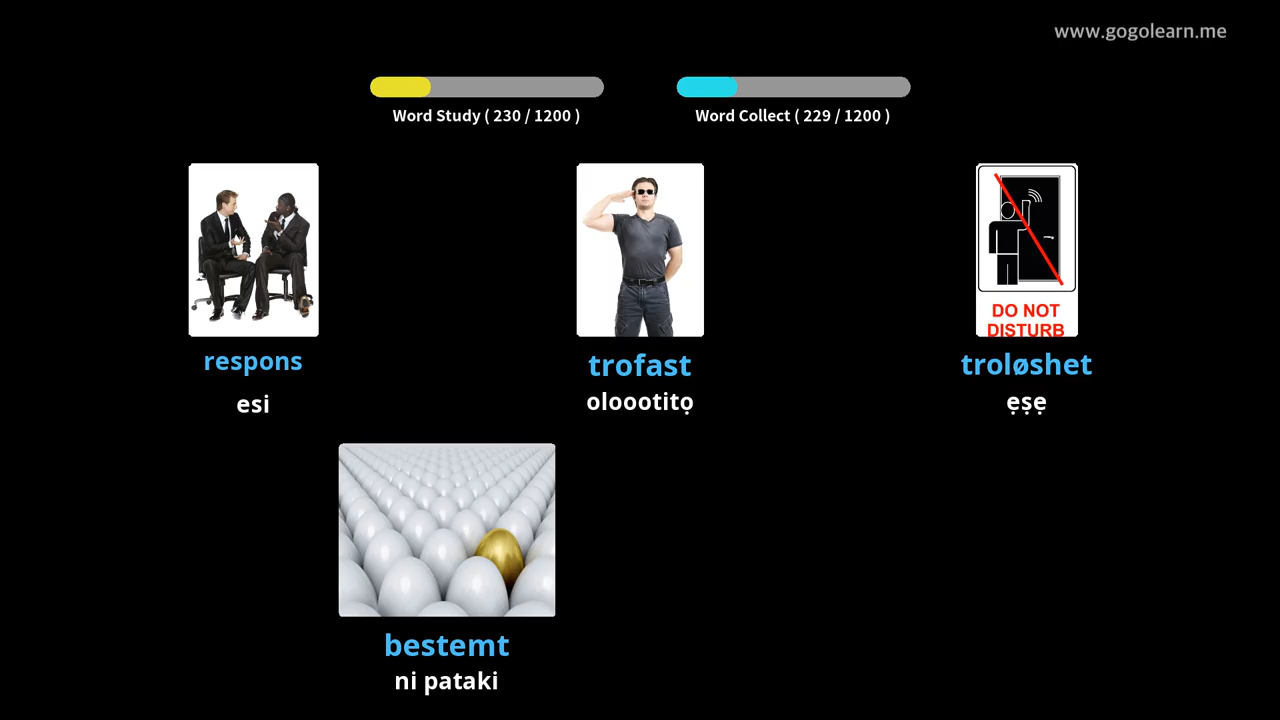 www.gogolearn.me
Word Study ( 230 / 1200 )
Word Collect ( 229 / 1200 )
DO NOT
DISTURB
respons
trofast
troløshet
esi
oloootitọ
ẹṣẹ
bestemt
ni pataki